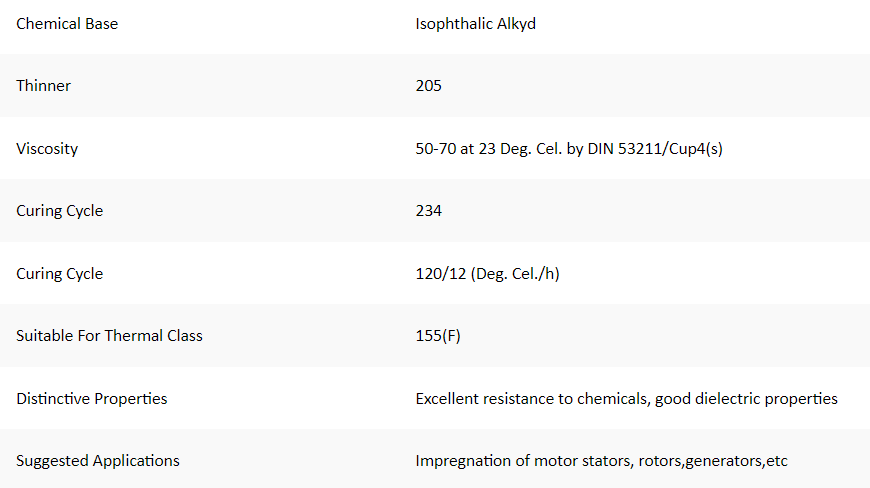 Chemical Base Isophthalic Alkyd
Thinner 205
Viscosity 50-70 at 23 Deg. Cel. by DIN 53211/Cup4(s)
Curing Cycle 234
Curing Cycle 120/12 (Deg. Cel./h)
Suitable For Thermal Class 155(F)
Distinctive Properties Excellent resistance to chemicals, good dielectric properties
Suggested Applications Impregnation of motor stators, rotors,generators,etc